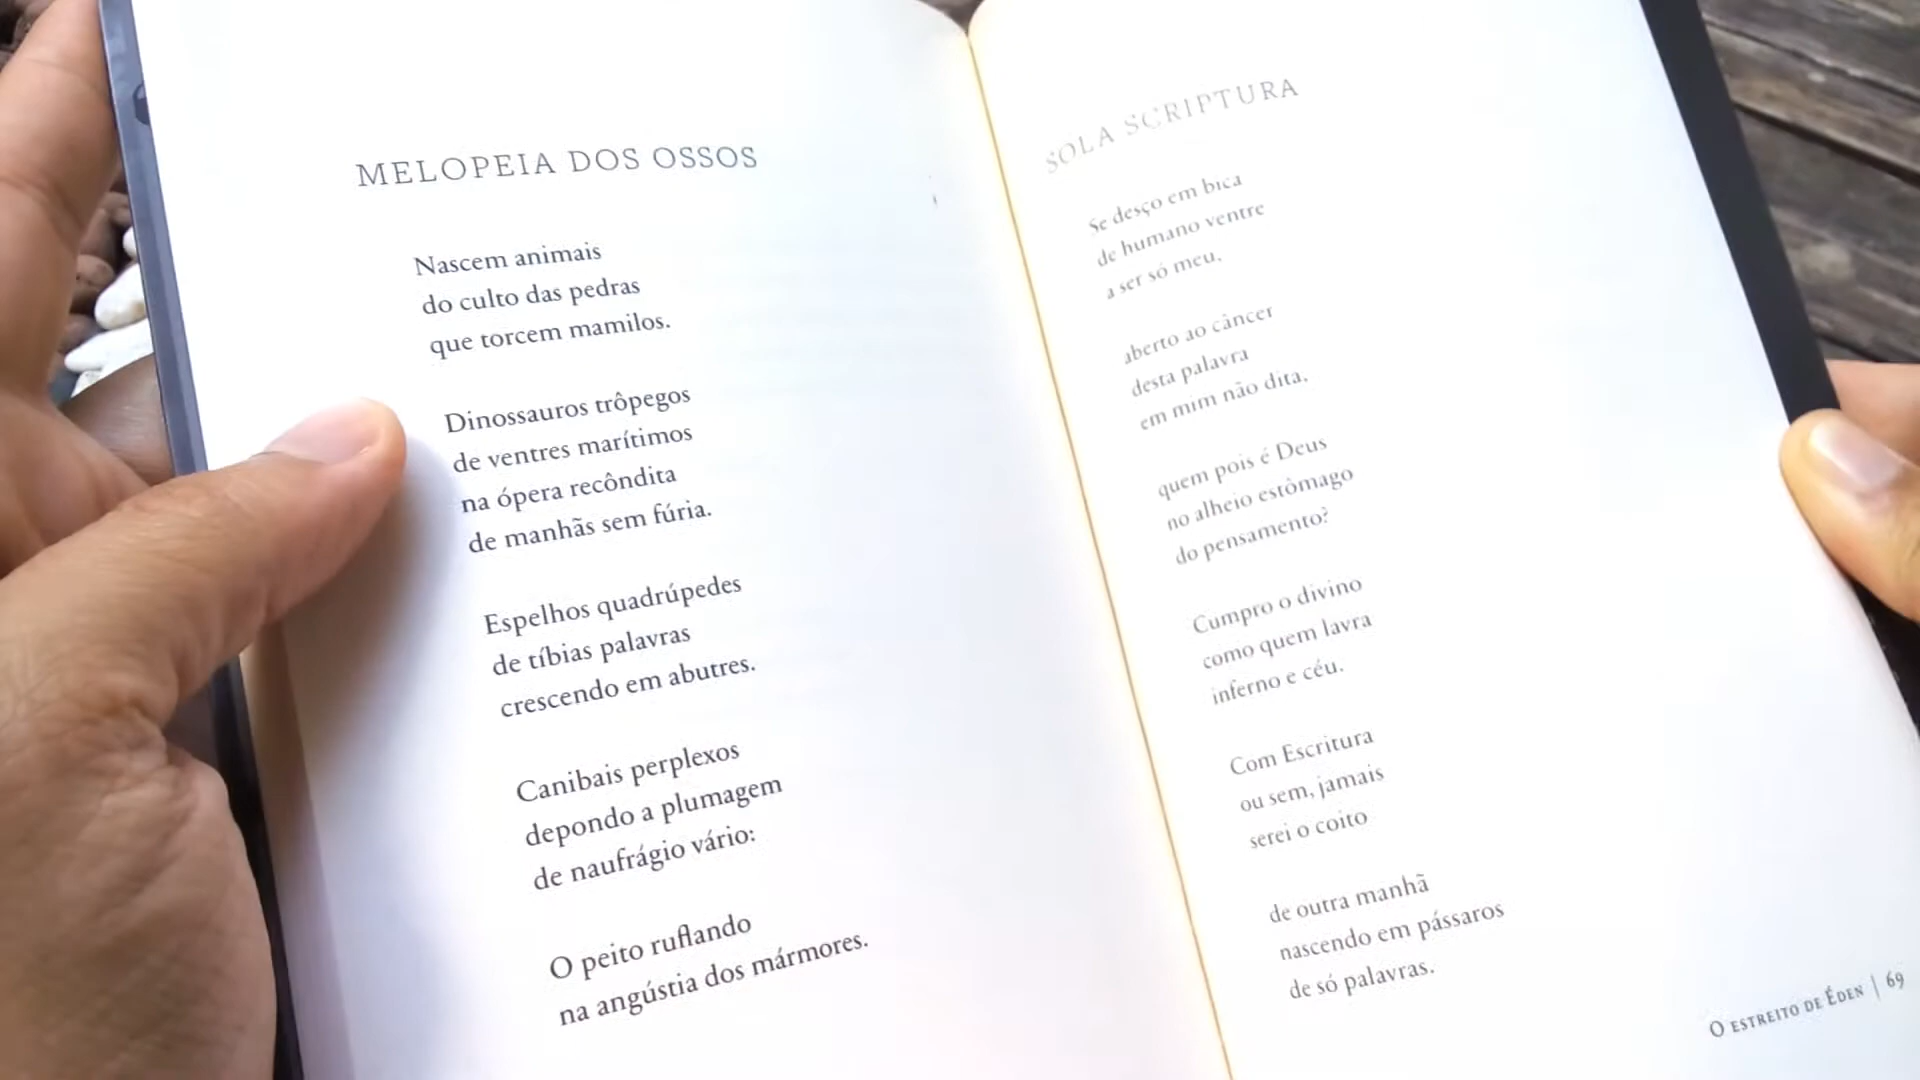 MELOPEIA DOS OSSOS
Nascem animais
do culto das pedras
que torcem mamilos.
Dinossauros trôpegos
de ventres marítimos
na ópera recôndita
de manhãs sem fúria.
Espelhos quadrúpedes
de tíbias palavras
crescendo em abutres.
Canibais perplexos
depondo a plumagem
de naufrágio vário:
O peito ruflando
na angústia dos mármores.
SOLA SCRIPTURA
Se desço em bica
de humano ventre
a ser só meu,
aberto ao câncer
desta palavra
em mim não dita,
quem pois é Deus
no alheio estômago
do pensamento?
Cumpro o divino
como quem lavra
inferno e céu.
Com Escritura
ou sem, jamais
serei o coito
de outra manhã
nascendo em pássaros
de só palavras.
O ESTREITO DE ÉDEN | 69